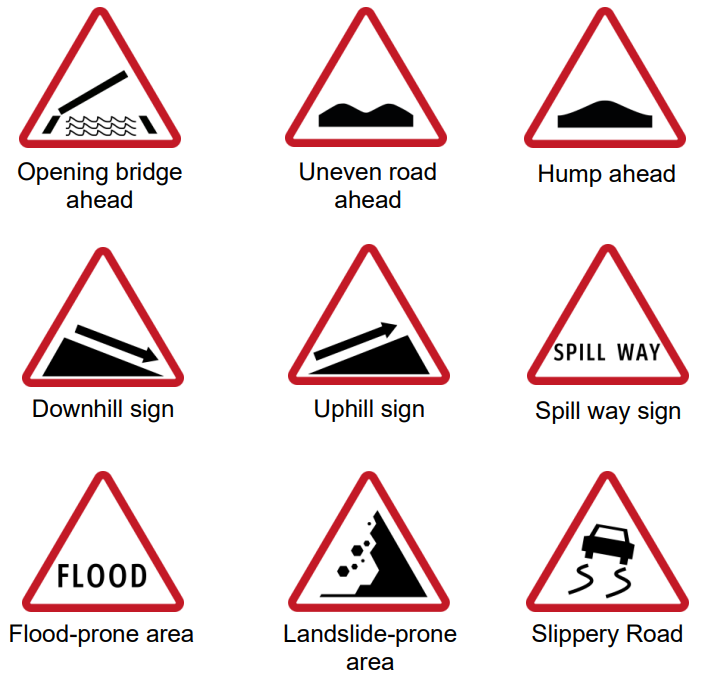 Opening bridge
ahead
Uneven road
ahead
Hump ahead
Downhill sign
Uphill sign
SPILL WAY
Spill way sign
FLOOD
Flood-prone area
Landslide-prone
area
Slippery Road